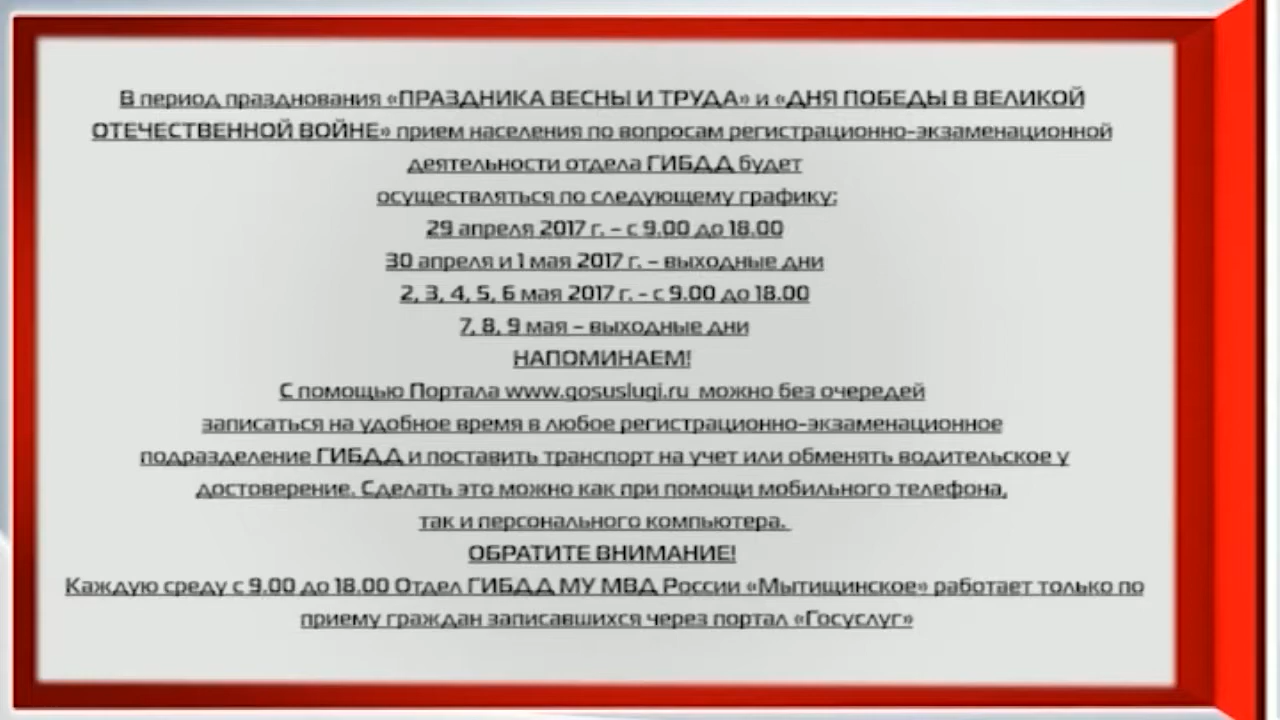 В период празднования «ПРАЗДНИКА ВЕСНЫ И ТРУДА» и «ДНЯ ПОБЕДЫ В ВЕЛИКОЙ
ОТЕЧЕСТВЕННОЙ ВОЙНЕ» прием населения по вопросам регистрационно-экзаменационной
деятельности отдела ГИБДД будет
осуществляться по следующему графику:
29 апреля 2017 г. – с 9.00 до 18.00
30 апреля и 1 мая 2017 г. – выходные дни
2, 3, 4, 5, 6 мая 2017 г. - с 9.00 до 18.00
7, 8, 9 мая – выходные дни
НАПОМИНАЕМ!
С помощью Портала www.gosuslugi.ru можно без очередей
записаться на удобное время в любое регистрационно-экзаменационное
подразделение ГИБДД и поставить транспорт на учет или обменять водительское у
достоверение. Сделать это можно как при помощи мобильного телефона,
так и персонального компьютера.
ОБРАТИТЕ ВНИМАНИЕ!
Каждую среду с 9.00 до 18.00 Отдел ГИБДД МУ МВД России «Мытищинское» работает только по
приему граждан записавшихся через портал «Госуслуг»